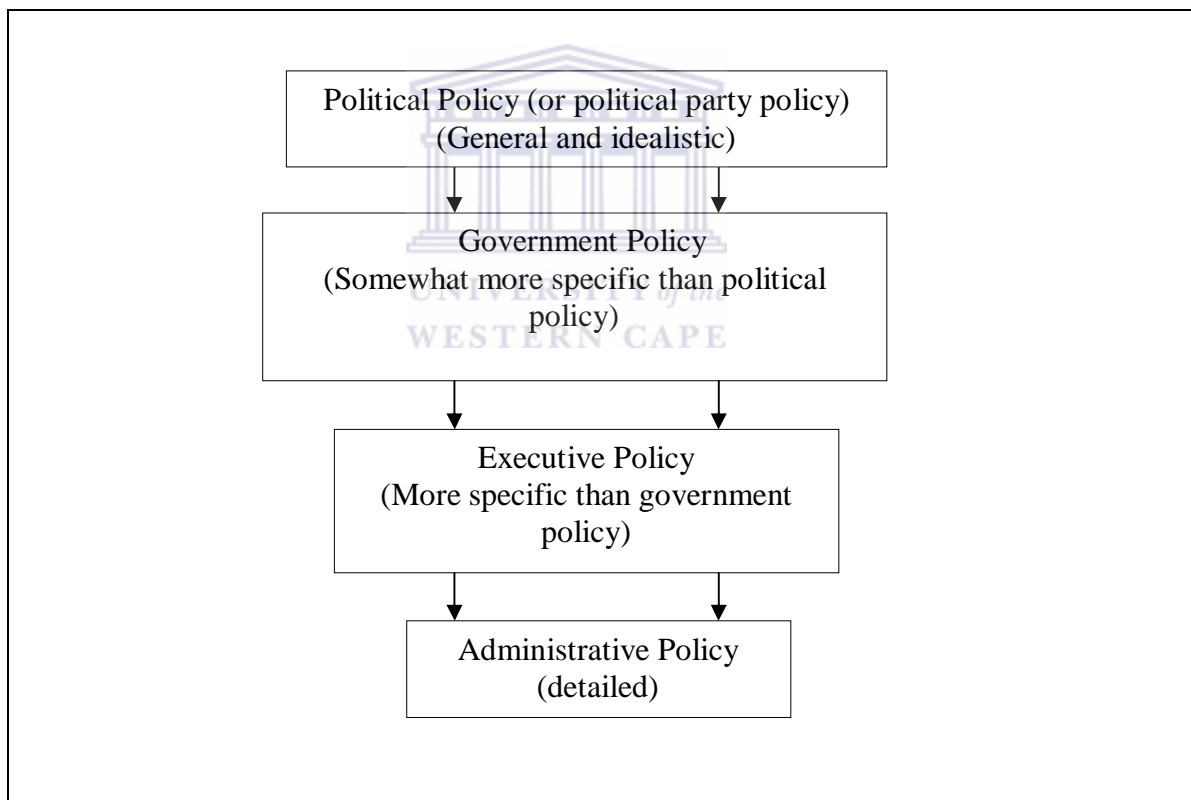 Political Policy (or political party policy)
(General and idealistic)
Government Policy
(Somewhat more specific than political
policy)
UNIVERSITY of the
WESTERN CAPE
Executive Policy
(More specific than government
policy)
Administrative Policy
(detailed)